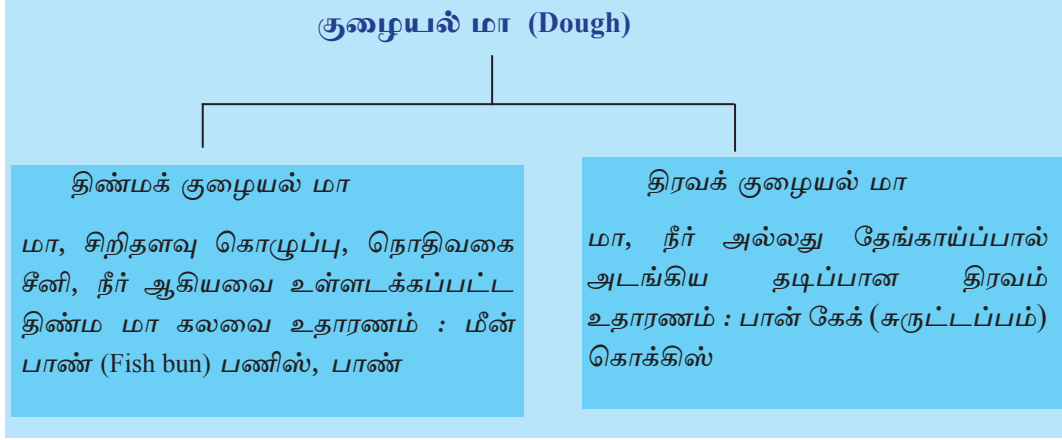 குழையல் மா (Dough)
திண்மக் குழையல் மா
மா, சிறிதளவு கொழுப்பு, நொதிவகை
சீனி, நீர் ஆகியவை உள்ளடக்கப்பட்ட
திண்ம மா கலவை உதாரணம் : மீன்
பாண் (Fish bun) பணிஸ், பாண்
திரவக் குழையல் மா
மா, நீர் அல்லது தேங்காய்ப்பால்
அடங்கிய தடிப்பான திரவம்
உதாரணம் : பான் கேக் (சுருட்டப்பம்)
கொக்கிஸ்